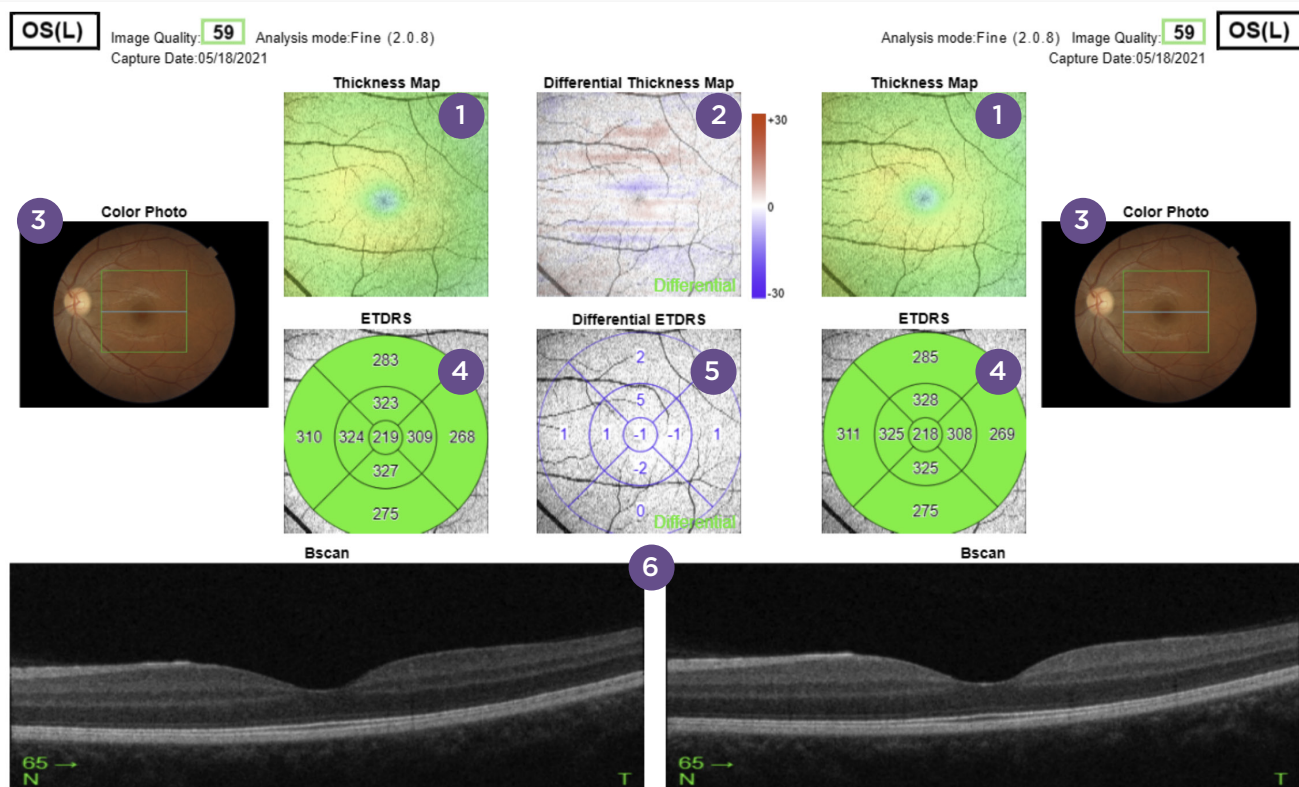 OS(L) Image Quality: 59 Analysis mode:Fine (2.0.8)
Capture Date:05/18/2021
Analysis mode:Fine (2.0.8) Image Quality: 59 OS(L)
Capture Date:05/18/2021
Thickness Map
1
Differential Thickness Map
2
+30
0
-30
Differential
Thickness Map
1
3
Color Photo
3
Color Photo
ETDRS
4
283
323
310 324 219 309 268
327
275
Differential ETDRS
5
2
5
1 1 -1 -1 1
-2
0
Differential
ETDRS
4
285
328
311 325 218 308 269
325
275
Bscan
6
Bscan
65 →
N T
65 →
N T